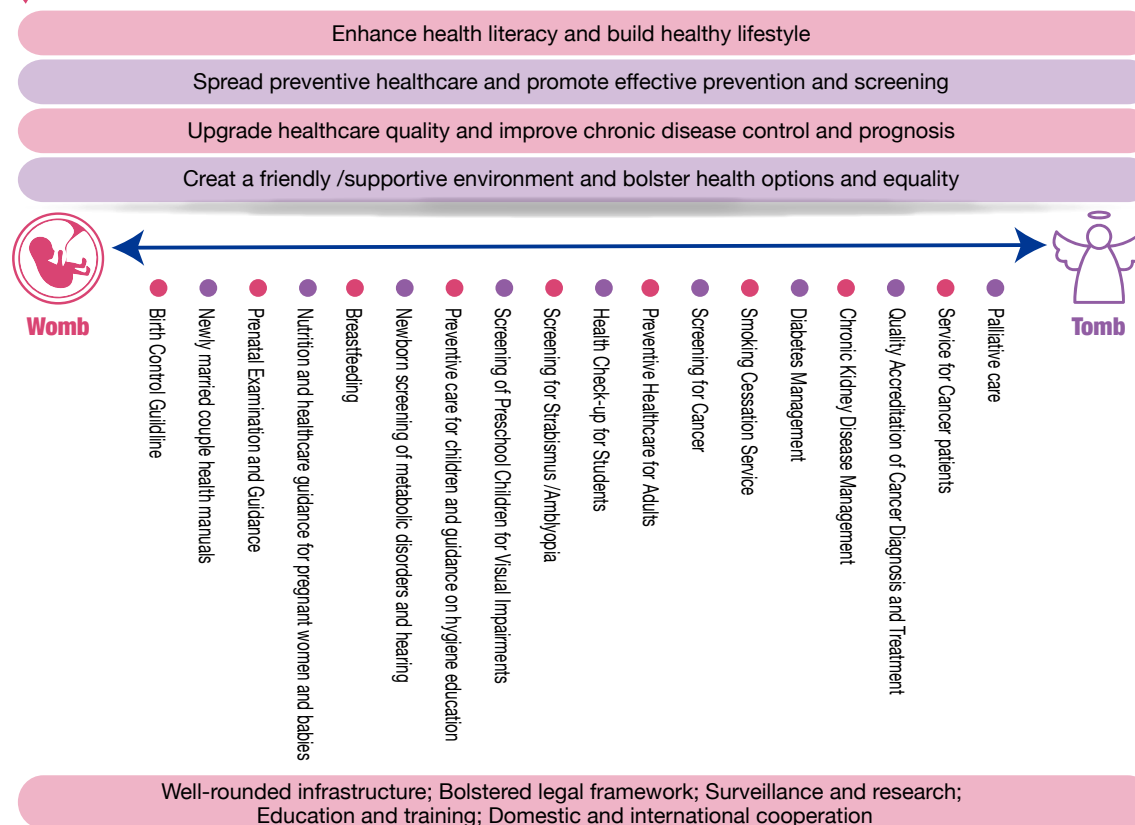 Enhance health literacy and build healthy lifestyle
Spread preventive healthcare and promote effective prevention and screening
Upgrade healthcare quality and improve chronic disease control and prognosis
Creat a friendly /supportive environment and bolster health options and equality
Womb
Tomb
Birth Control Guildline
Newly married couple health manuals
Prenatal Examination and Guidance
Nutrition and healthcare guidance for pregnant women and babies
Breastfeeding
Newborn screening of metabolic disorders and hearing
Preventive care for children and guidance on hygiene education
Screening of Preschool Children for Visual Impairments
Screening for Strabismus /Amblyopia
Health Check-up for Students
Preventive Healthcare for Adults
Screening for Cancer
Smoking Cessation Service
Diabetes Management
Chronic Kidney Disease Management
Quality Accreditation of Cancer Diagnosis and Treatment
Service for Cancer patients
Palliative care
Well-rounded infrastructure; Bolstered legal framework; Surveillance and research;
Education and training; Domestic and international cooperation